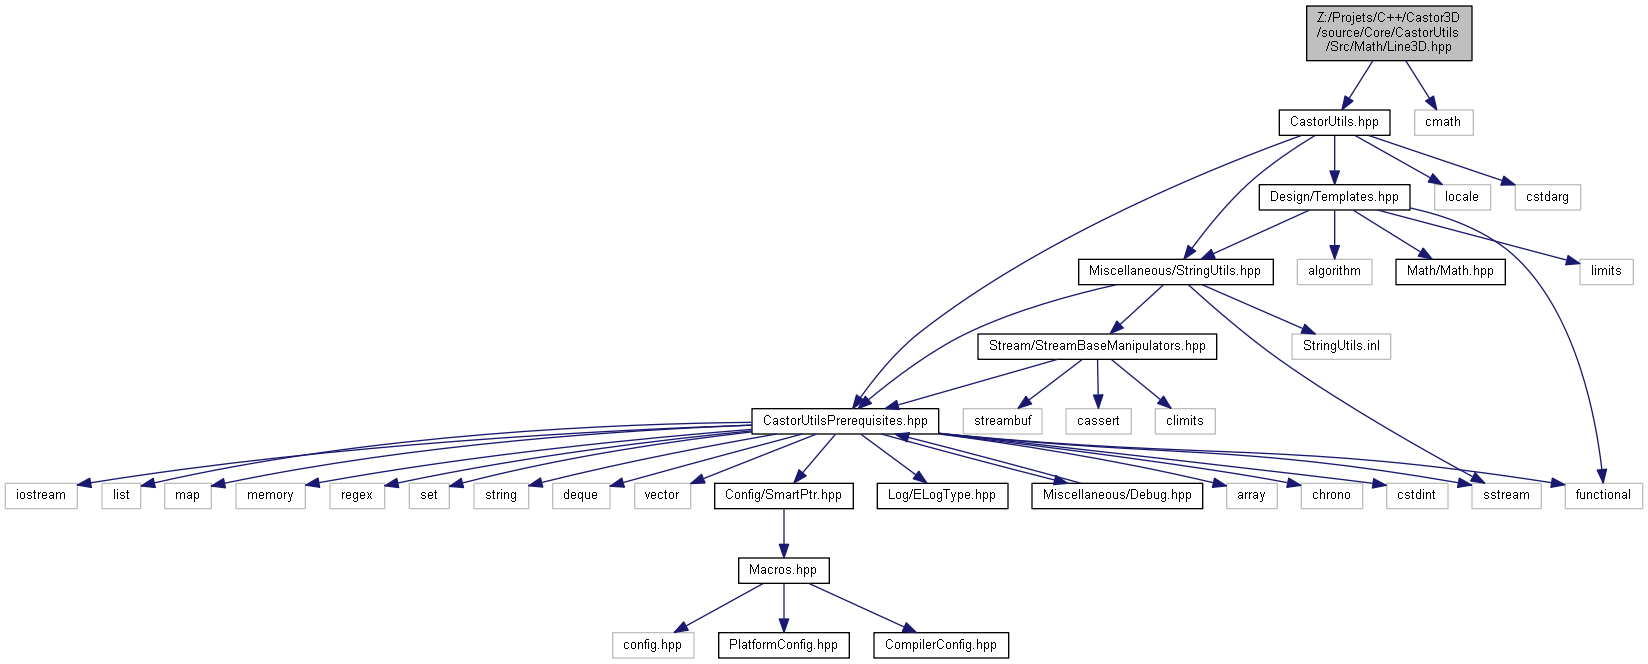 Z:/Projets/C++/Castor3D
/source/Core/CastorUtils
/Src/Math/Line3D.hpp
CastorUtils.hpp
cmath
Design/Templates.hpp
locale
cstdarg
Miscellaneous/StringUtils.hpp
algorithm
Math/Math.hpp
limits
Stream/StreamBaseManipulators.hpp
StringUtils.inl
CastorUtilsPrerequisites.hpp
streambuf
cassert
climits
iostream
list
map
memory
regex
set
string
deque
vector
Config/SmartPtr.hpp
Log/ELogType.hpp
Miscellaneous/Debug.hpp
array
chrono
cstdint
sstream
functional
Macros.hpp
config.hpp
PlatformConfig.hpp
CompilerConfig.hpp